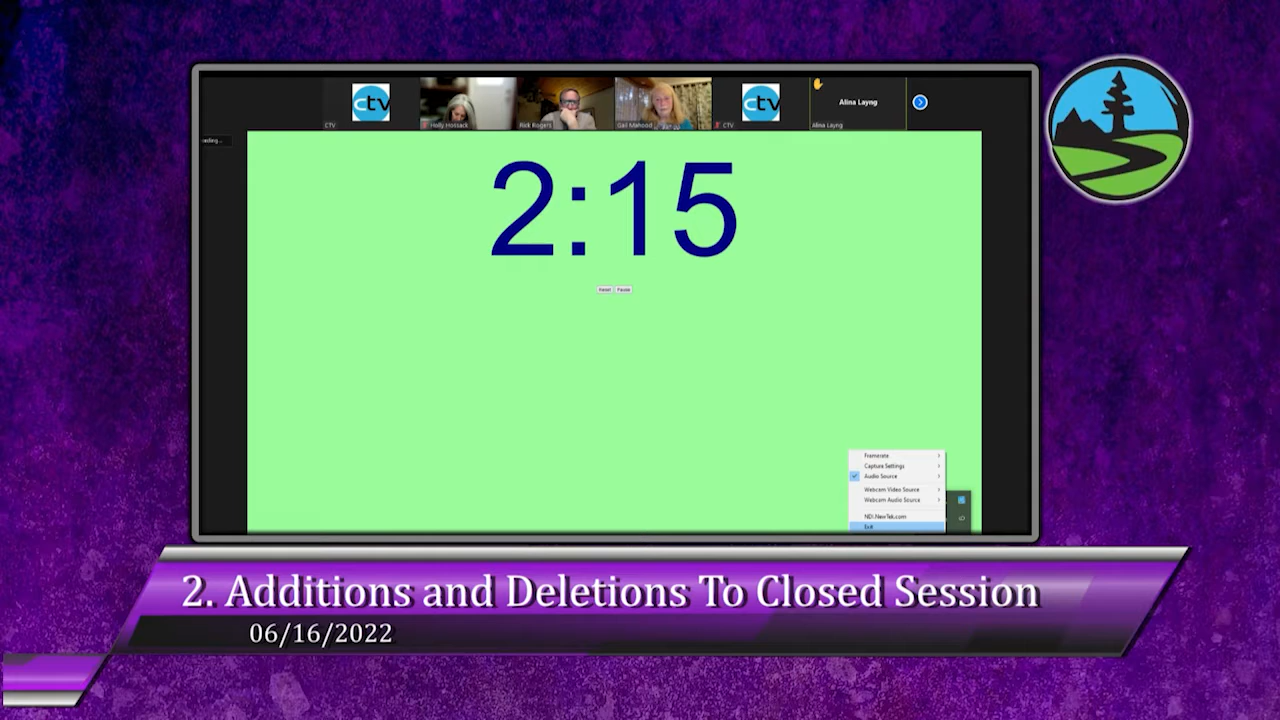 ctv
ctv
Alina Layng
CTV
Holly Hossack
Rick Rogers
Gail Mahood
CTV
Alina Layng
2:15
Reset Pause
Framerate
Capture Settings
Audio Source
Webcam Video Source
Webcam Audio Source
NDI.NewTek.com
Exit
2. Additions and Deletions To Closed Session
06/16/2022